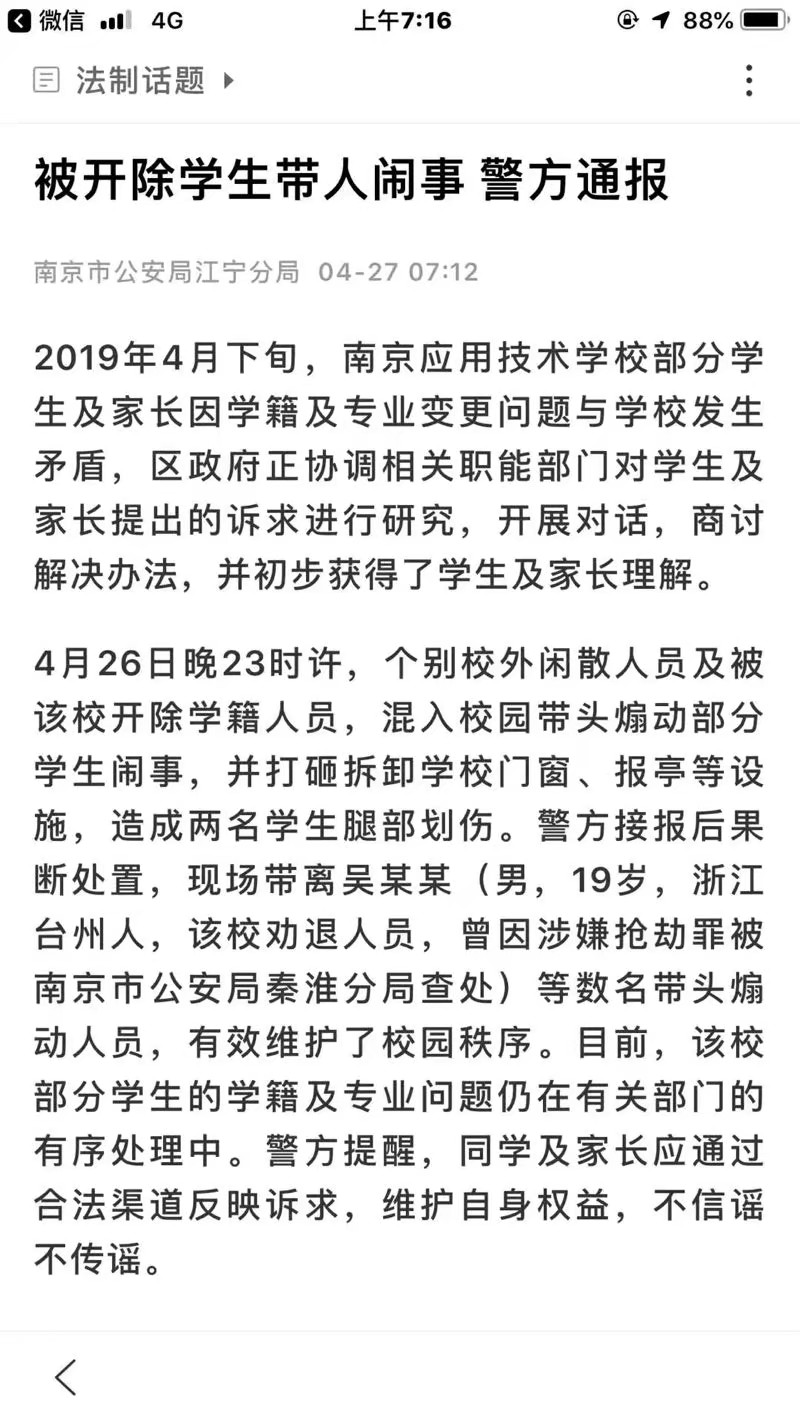 微信 4G 上午7:16 88%
法制话题
被开除学生带人闹事 警方通报
南京市公安局江宁分局 04-27 07:12
2019年4月下旬，南京应用技术学校部分学
生及家长因学籍及专业变更问题与学校发生
矛盾，区政府正协调相关职能部门对学生及
家长提出的诉求进行研究，开展对话，商讨
解决办法，并初步获得了学生及家长理解。
4月26日晚23时许，个别校外闲散人员及被
该校开除学籍人员，混入校园带头煽动部分
学生闹事，并打砸拆卸学校门窗、报亭等设
施，造成两名学生腿部划伤。警方接报后果
断处置，现场带离吴某某（男，19岁，浙江
台州人，该校劝退人员，曾因涉嫌抢劫罪被
南京市公安局秦淮分局查处）等数名带头煽
动人员，有效维护了校园秩序。目前，该校
部分学生的学籍及专业问题仍在有关部门的
有序处理中。警方提醒，同学及家长应通过
合法渠道反映诉求，维护自身权益，不信谣
不传谣。